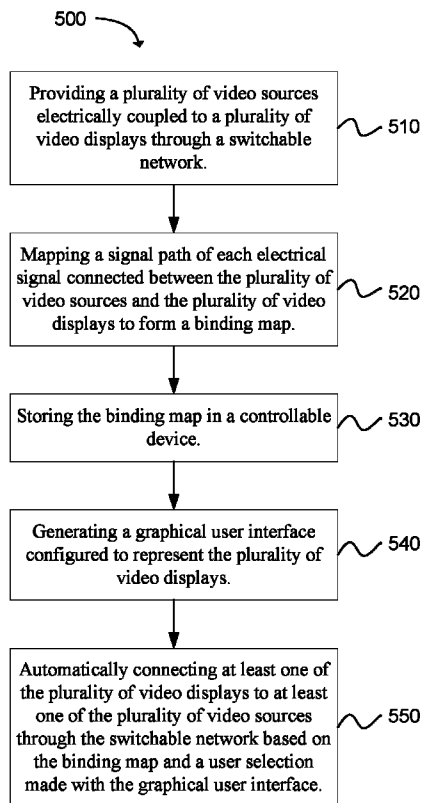 500
Providing a plurality of video sources
electrically coupled to a plurality of
video displays through a switchable
network.
510
Mapping a signal path of each electrical
signal connected between the plurality of
video sources and the plurality of video
displays to form a binding map.
520
Storing the binding map in a controllable
device.
530
Generating a graphical user interface
configured to represent the plurality of
video displays.
540
Automatically connecting at least one of
the plurality of video displays to at least
one of the plurality of video sources
through the switchable network based on
the binding map and a user selection
made with the graphical user interface.
550